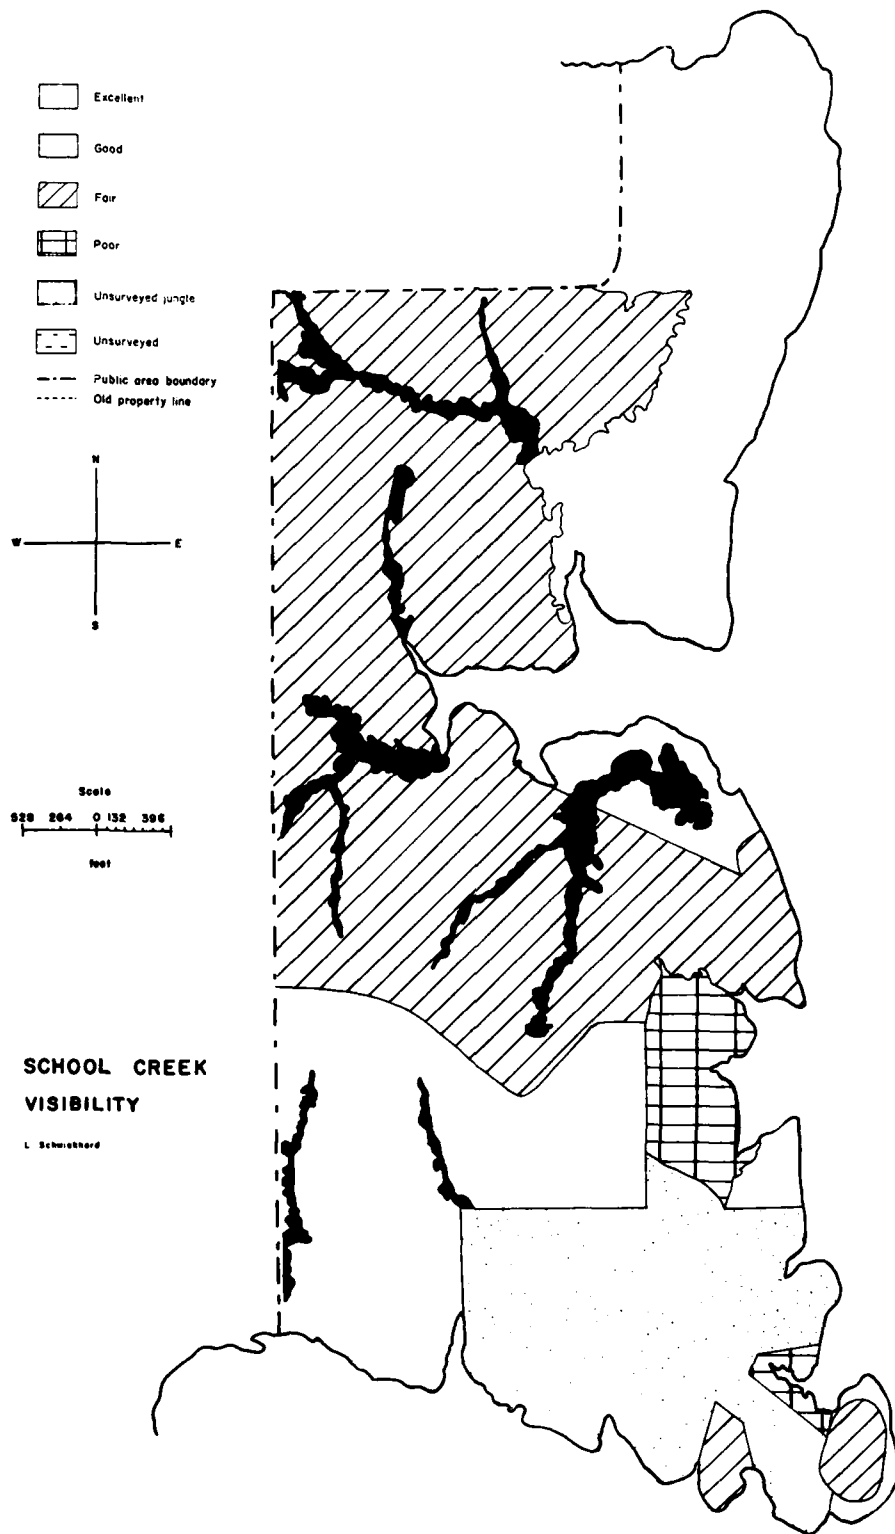 Excellent
Good
Fair
Poor
Unsurveyed jungle
Unsurveyed
Public area boundary
Old property line
N
W E
S
Scale
528 264 0 132 396
feet
SCHOOL CREEK
VISIBILITY
L